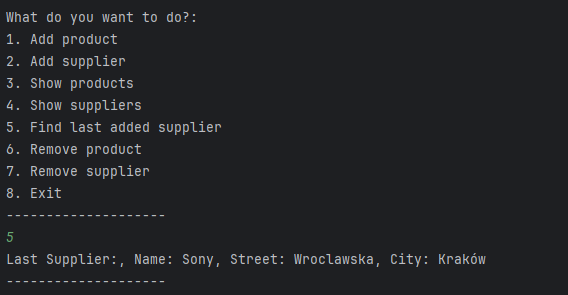 What do you want to do?:
1. Add product
2. Add supplier
3. Show products
4. Show suppliers
5. Find last added supplier
6. Remove product
7. Remove supplier
8. Exit
--------------------
5
Last Supplier:, Name: Sony, Street: Wroclawska, City: Kraków
--------------------